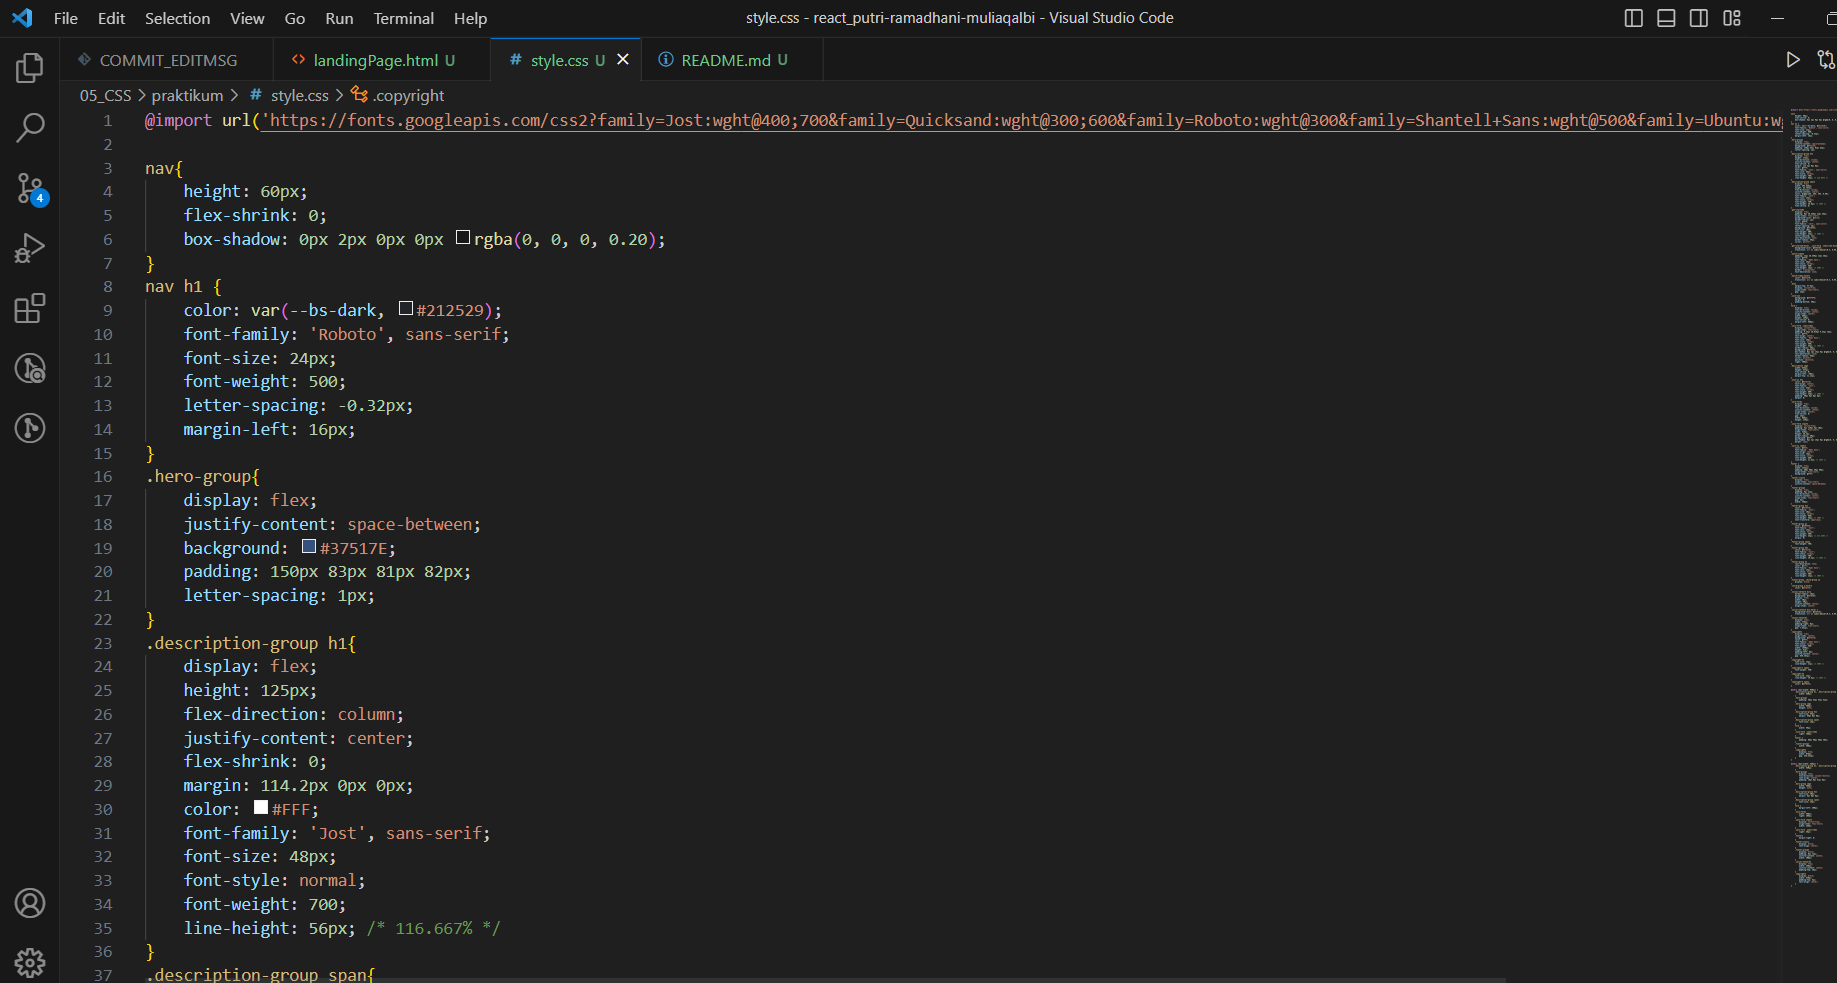 File Edit Selection View Go Run Terminal Help
style.css - react_putri-ramadhani-muliaqalbi - Visual Studio Code
COMMIT_EDITMSG
landingPage.html U
# style.css U
README.md U
05_CSS > praktikum > # style.css > .copyright
4
1 @import url('https://fonts.googleapis.com/css2?family=Jost:wght@400;700&family=Quicksand:wght@300;600&family=Roboto:wght@300&family=Shantell+Sans:wght@500&family=Ubuntu:wg
2
3 nav{
4 height: 60px;
5 flex-shrink: 0;
6 box-shadow: 0px 2px 0px 0px rgba(0, 0, 0, 0.20);
7 }
8 nav h1 {
9 color: var(--bs-dark, #212529);
10 font-family: 'Roboto', sans-serif;
11 font-size: 24px;
12 font-weight: 500;
13 letter-spacing: -0.32px;
14 margin-left: 16px;
15 }
16 .hero-group{
17 display: flex;
18 justify-content: space-between;
19 background: #37517E;
20 padding: 150px 83px 81px 82px;
21 letter-spacing: 1px;
22 }
23 .description-group h1{
24 display: flex;
25 height: 125px;
26 flex-direction: column;
27 justify-content: center;
28 flex-shrink: 0;
29 margin: 114.2px 0px 0px;
30 color: #FFF;
31 font-family: 'Jost', sans-serif;
32 font-size: 48px;
33 font-style: normal;
34 font-weight: 700;
35 line-height: 56px; /* 116.667% */
36 }
37 .description-group span{